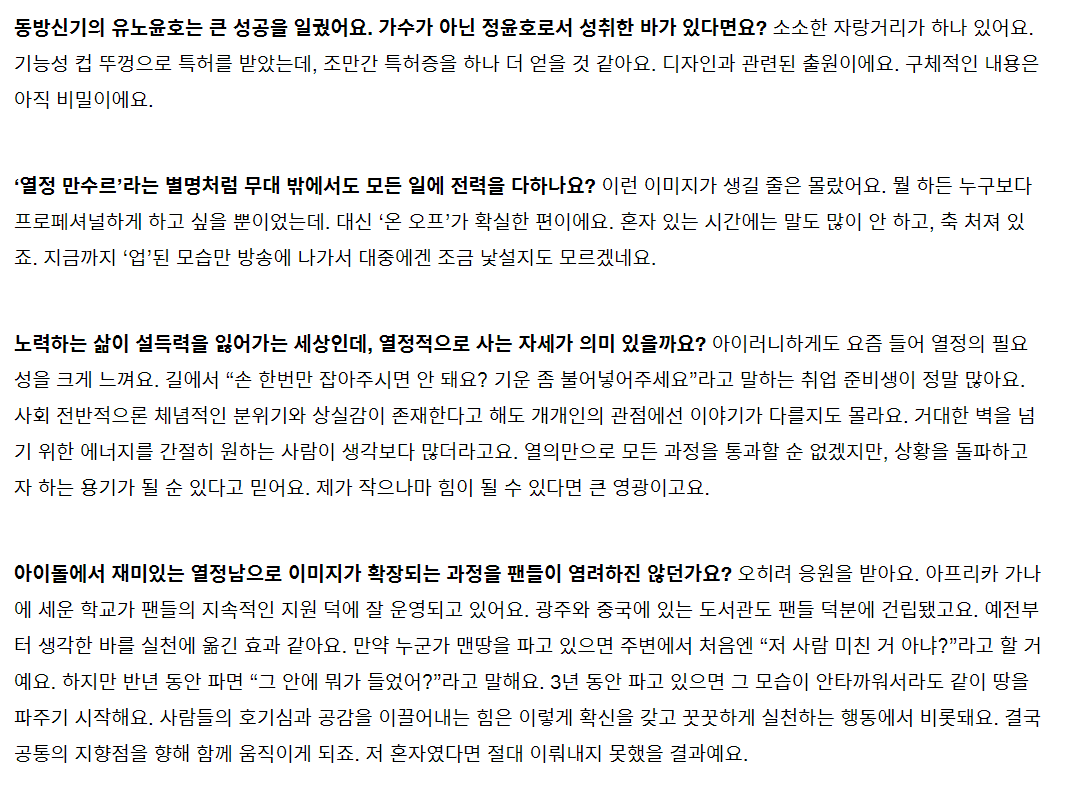 동방신기의 유노윤호는 큰 성공을 일궜어요. 가수가 아닌 정윤호로서 성취한 바가 있다면요? 소소한 자랑거리가 하나 있어요.
기능성 컵 뚜껑으로 특허를 받았는데, 조만간 특허증을 하나 더 얻을 것 같아요. 디자인과 관련된 출원이에요. 구체적인 내용은
아직 비밀이에요.
‘열정 만수르’라는 별명처럼 무대 밖에서도 모든 일에 전력을 다하나요? 이런 이미지가 생길 줄은 몰랐어요. 뭘 하든 누구보다
프로페셔널하게 하고 싶을 뿐이었는데. 대신 ‘온 오프’가 확실한 편이에요. 혼자 있는 시간에는 말도 많이 안 하고, 축 처져 있
죠. 지금까지 ‘업’된 모습만 방송에 나가서 대중에겐 조금 낯설지도 모르겠네요.
노력하는 삶이 설득력을 잃어가는 세상인데, 열정적으로 사는 자세가 의미 있을까요? 아이러니하게도 요즘 들어 열정의 필요
성을 크게 느껴요. 길에서 “손 한번만 잡아주시면 안 돼요? 기운 좀 불어넣어주세요”라고 말하는 취업 준비생이 정말 많아요.
사회 전반적으론 체념적인 분위기와 상실감이 존재한다고 해도 개개인의 관점에선 이야기가 다를지도 몰라요. 거대한 벽을 넘
기 위한 에너지를 간절히 원하는 사람이 생각보다 많더라고요. 열의만으로 모든 과정을 통과할 순 없겠지만, 상황을 돌파하고
자 하는 용기가 될 순 있다고 믿어요. 제가 작으나마 힘이 될 수 있다면 큰 영광이고요.
아이돌에서 재미있는 열정남으로 이미지가 확장되는 과정을 팬들이 염려하진 않던가요? 오히려 응원을 받아요. 아프리카 가나
에 세운 학교가 팬들의 지속적인 지원 덕에 잘 운영되고 있어요. 광주와 중국에 있는 도서관도 팬들 덕분에 건립됐고요. 예전부
터 생각한 바를 실천에 옮긴 효과 같아요. 만약 누군가 맨땅을 파고 있으면 주변에서 처음엔 “저 사람 미친 거 아냐?”라고 할 거
예요. 하지만 반년 동안 파면 “그 안에 뭐가 들었어?”라고 말해요. 3년 동안 파고 있으면 그 모습이 안타까워서라도 같이 땅을
파주기 시작해요. 사람들의 호기심과 공감을 이끌어내는 힘은 이렇게 확신을 갖고 꿋꿋하게 실천하는 행동에서 비롯돼요. 결국
공통의 지향점을 향해 함께 움직이게 되죠. 저 혼자였다면 절대 이뤄내지 못했을 결과예요.